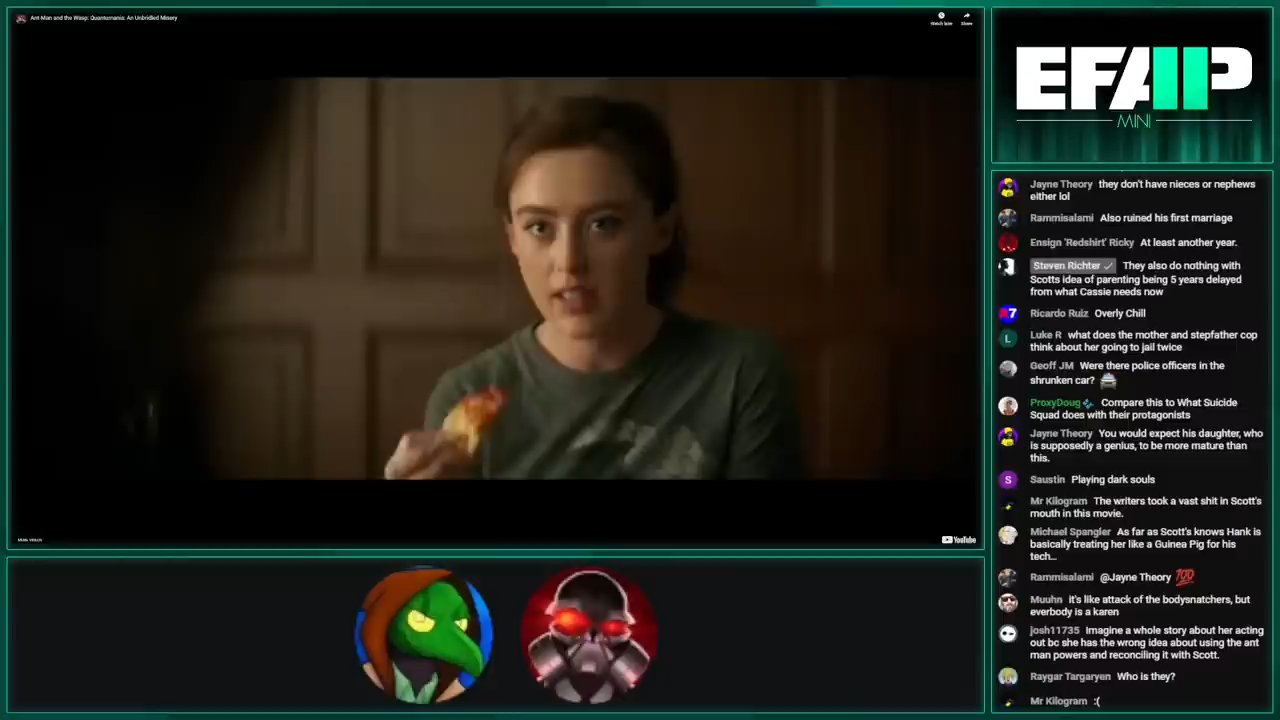 Ant-Man and the Wasp: Quantumania: An Unbridled Misery
Watch later
Share
MORE VIDEOS
YouTube
EFAP
MINI
Jayne Theory they don't have nieces or nephews
either lol
Rammisalami Also ruined his first marriage
Ensign 'Redshirt' Ricky At least another year.
Steven Richter They also do nothing with
Scotts idea of parenting being 5 years delayed
from what Cassie needs now
Ricardo Ruiz Overly Chill
Luke R what does the mother and stepfather cop
think about her going to jail twice
Geoff JM Were there police officers in the
shrunken car?
ProxyDoug Compare this to What Suicide
Squad does with their protagonists
Jayne Theory You would expect his daughter, who
is supposedly a genius, to be more mature than
this.
Saustin Playing dark souls
Mr Kilogram The writers took a vast shit in Scott's
mouth in this movie.
Michael Spangler As far as Scott's knows Hank is
basically treating her like a Guinea Pig for his
tech...
Rammisalami @Jayne Theory 100
Muuhn it's like attack of the bodysnatchers, but
everbody is a karen
josh11735 Imagine a whole story about her acting
out bc she has the wrong idea about using the ant
man powers and reconciling it with Scott.
Raygar Targaryen Who is they?
Mr Kilogram :(